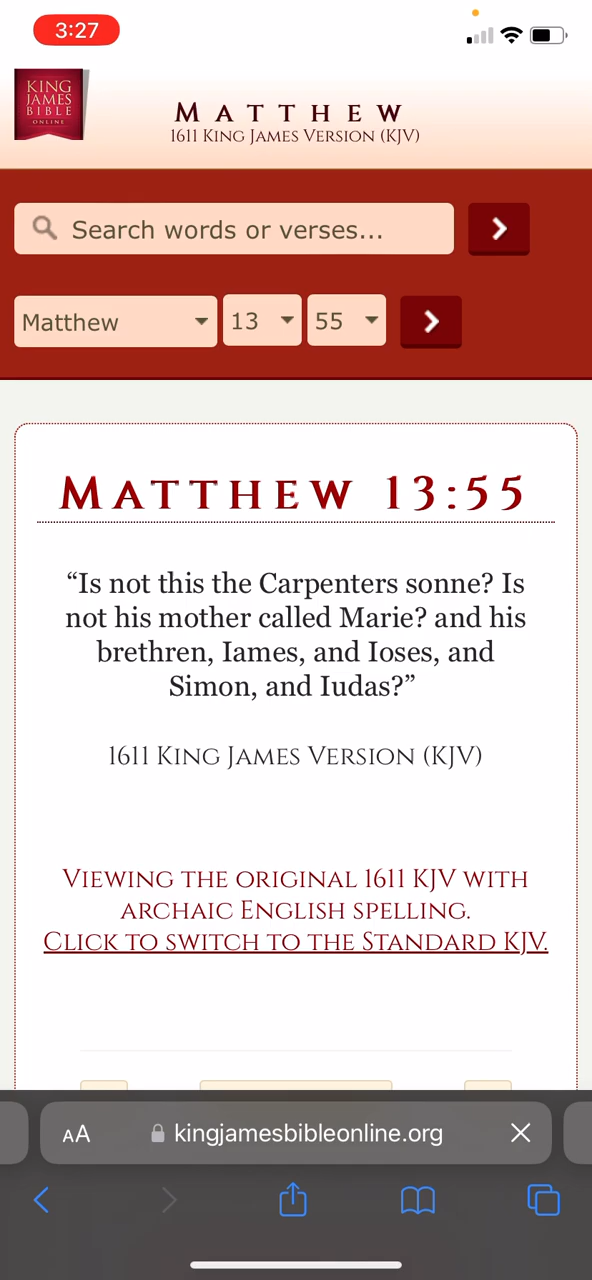 3:27
KING
JAMES
BIBLE
ONLINE
MATTHEW
1611 KING JAMES VERSION (KJV)
Search words or verses...
Matthew 13 55
MATTHEW 13:55
“Is not this the Carpenters sonne? Is
not his mother called Marie? and his
brethren, Iames, and Ioses, and
Simon, and Iudas?”
1611 KING JAMES VERSION (KJV)
VIEWING THE ORIGINAL 1611 KJV WITH
ARCHAIC ENGLISH SPELLING.
CLICK TO SWITCH TO THE STANDARD KJV.
AA kingjamesbibleonline.org